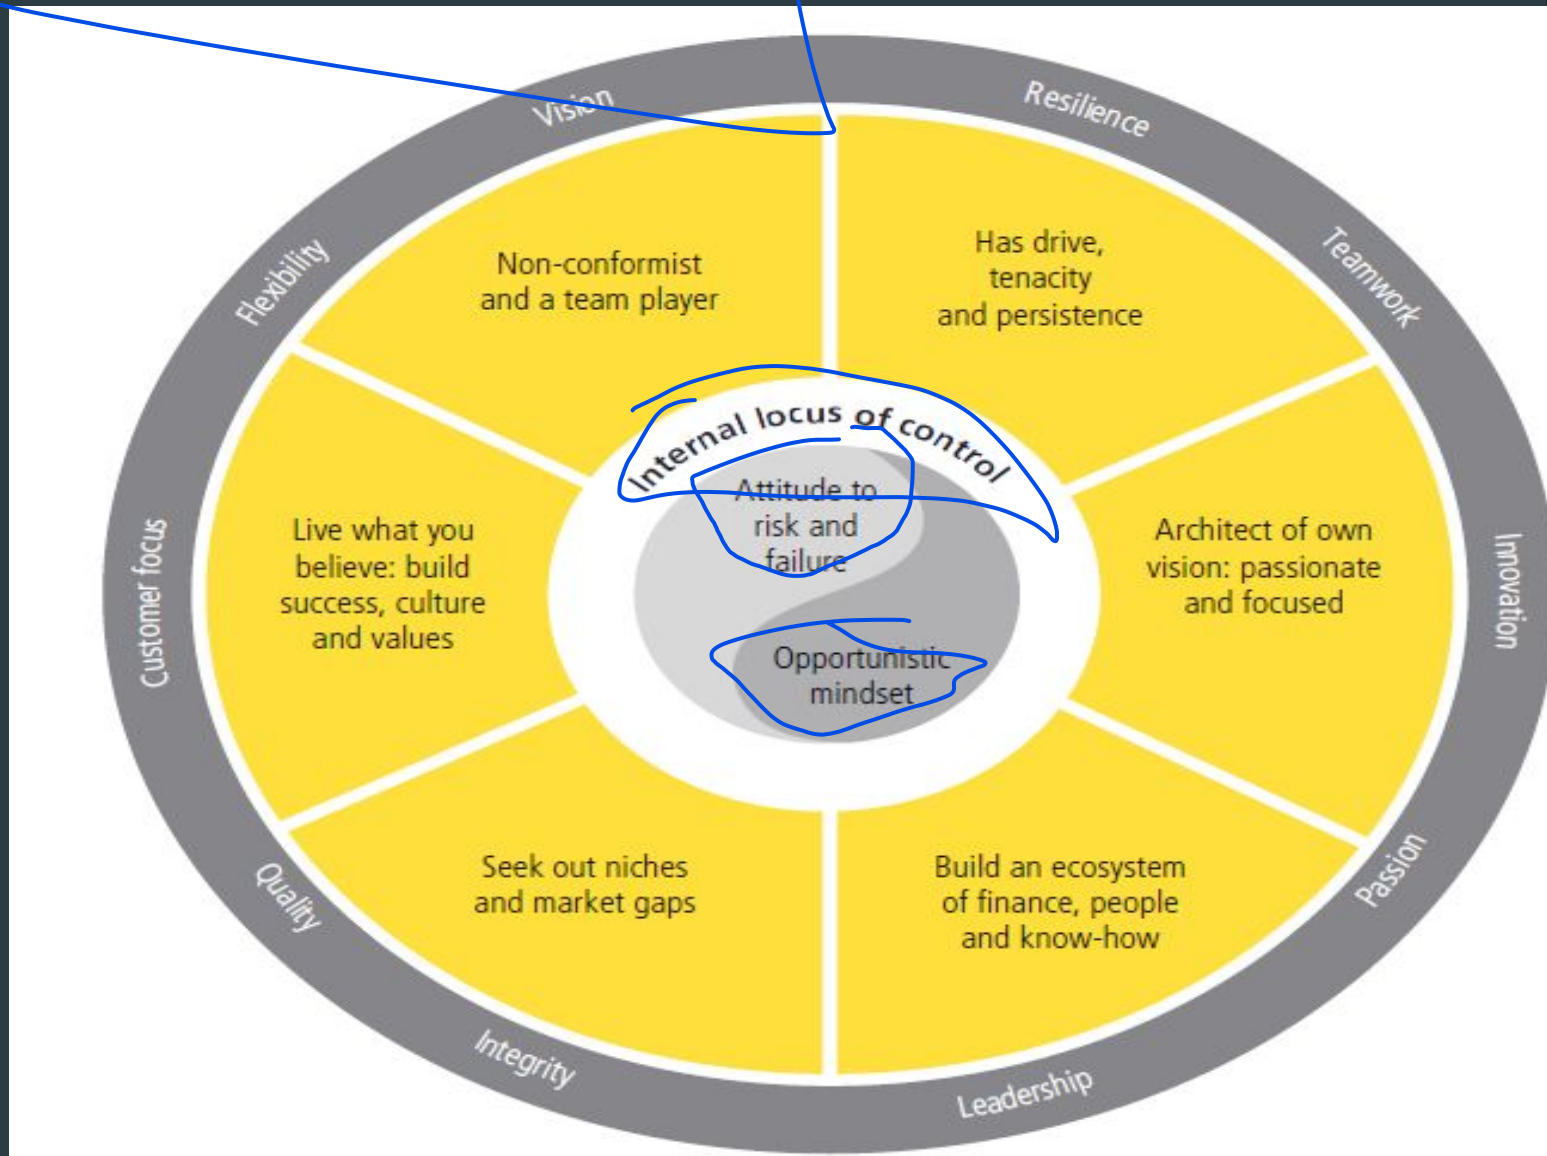 Vision
Resilience
Flexibility
Teamwork
Non-conformist
and a team player
Has drive,
tenacity
and persistence
Internal locus of control
Attitude to
risk and
failure
Opportunistic
mindset
Live what you
believe: build
success, culture
and values
Architect of own
vision: passionate
and focused
Customer focus
Innovation
Seek out niches
and market gaps
Build an ecosystem
of finance, people
and know-how
Quality
Passion
Integrity
Leadership